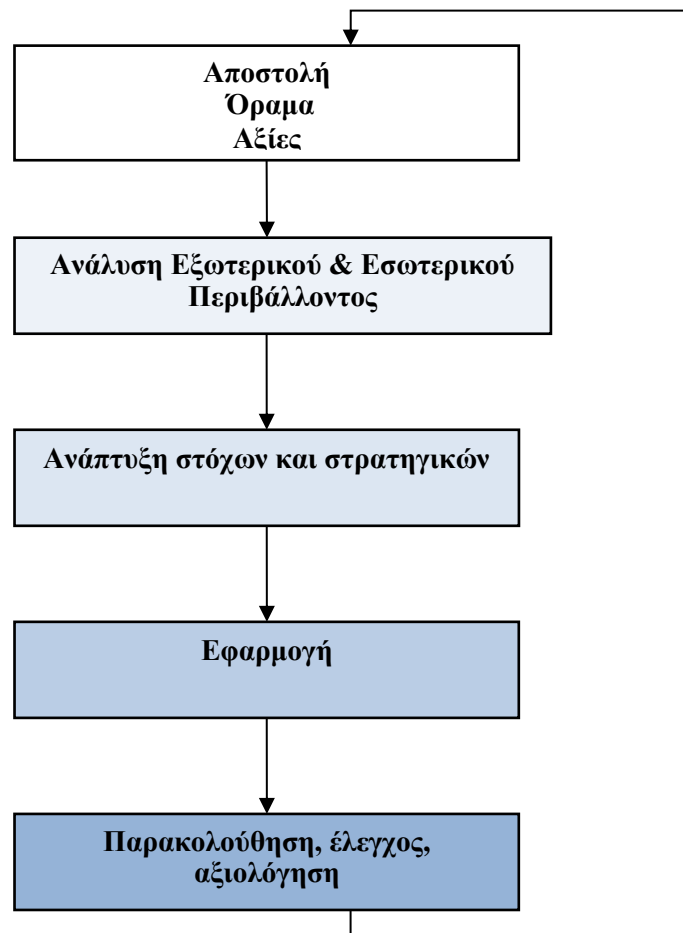 Αποστολή
Όραμα
Αξίες
Ανάλυση Εξωτερικού & Εσωτερικού
Περιβάλλοντος
Ανάπτυξη στόχων και στρατηγικών
Εφαρμογή
Παρακολούθηση, έλεγχος,
αξιολόγηση